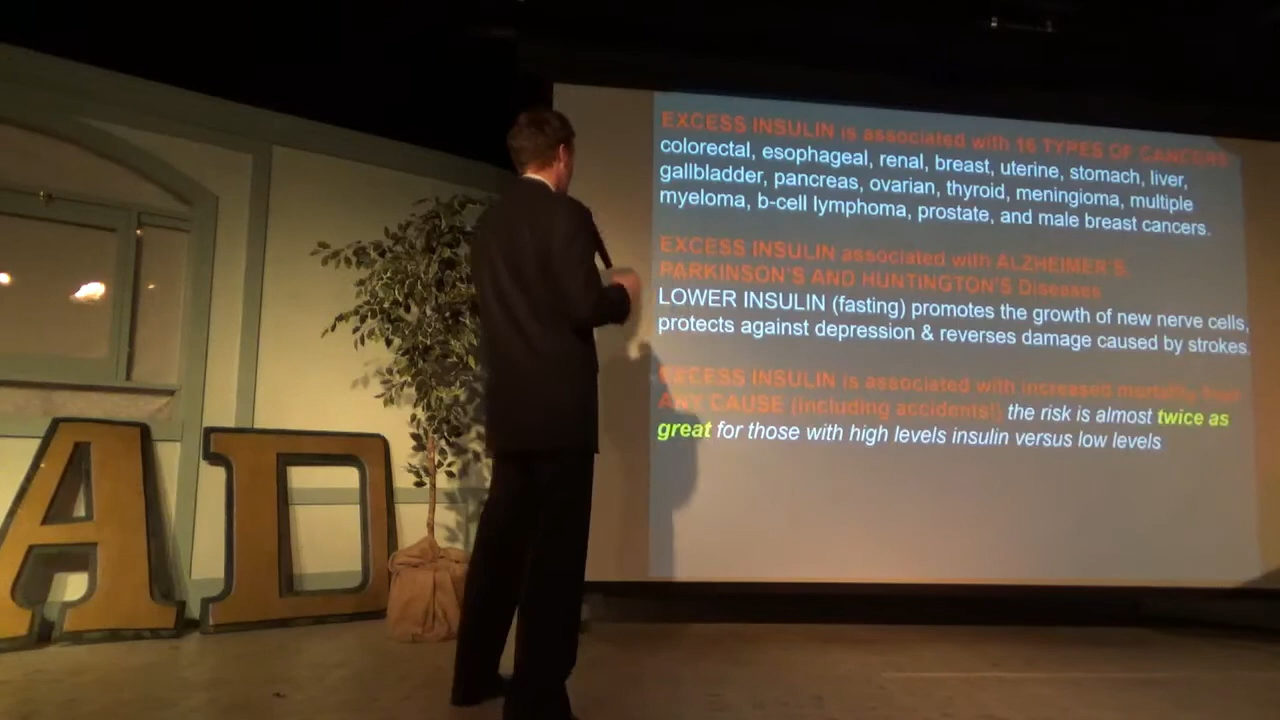 AD
EXCESS INSULIN is associated with 16 TYPES OF CANCERS
colorectal, esophageal, renal, breast, uterine, stomach, liver,
gallbladder, pancreas, ovarian, thyroid, meningioma, multiple
myeloma, b-cell lymphoma, prostate, and male breast cancers.
EXCESS INSULIN associated with ALZHEIMER'S,
PARKINSON'S AND HUNTINGTON'S Diseases
LOWER INSULIN (fasting) promotes the growth of new nerve cells,
protects against depression & reverses damage caused by strokes.
EXCESS INSULIN is associated with increased mortality from
ANY CAUSE (including accidents!) the risk is almost twice as
great for those with high levels insulin versus low levels